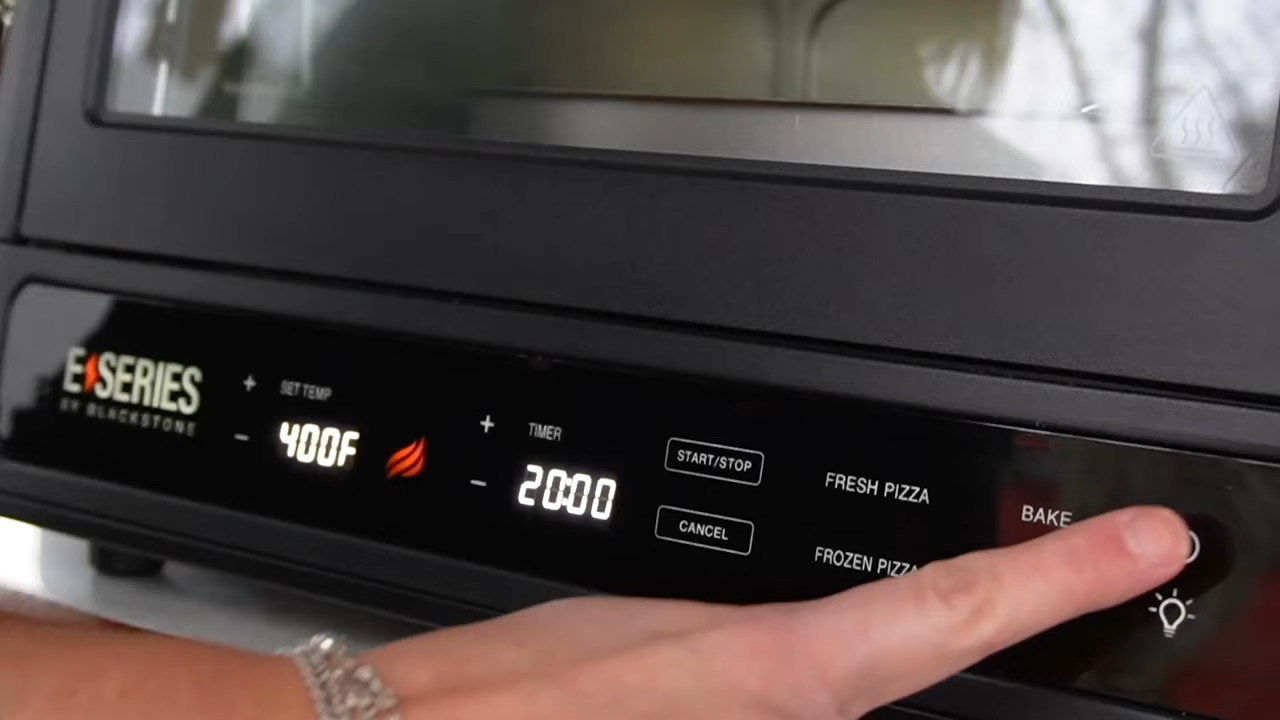 E SERIES
BY BLACKSTONE
+ SET TEMP
- 400F
+ TIMER
- 20:00
START/STOP
CANCEL
FRESH PIZZA
FROZEN PIZZA
BAKE